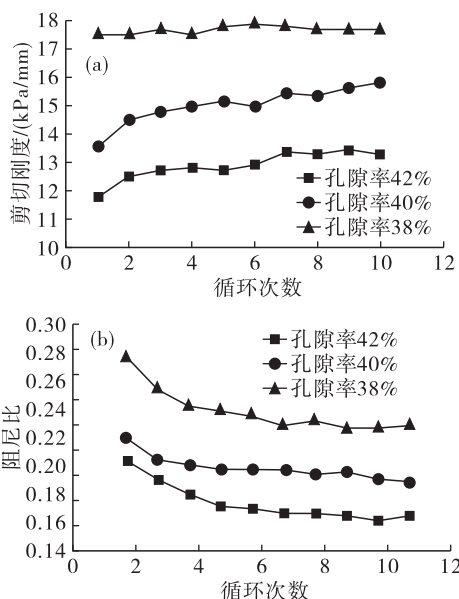 18
17
16
15
14
13
12
11
10
剪切刚度/(kPa/mm)
(a)
孔隙率42%
孔隙率40%
孔隙率38%
0 2 4 6 8 10 12
循环次数
0.30
0.28
0.26
0.24
0.22
0.20
0.18
0.16
0.14
阻尼比
(b)
孔隙率42%
孔隙率40%
孔隙率38%
0 2 4 6 8 10 12
循环次数